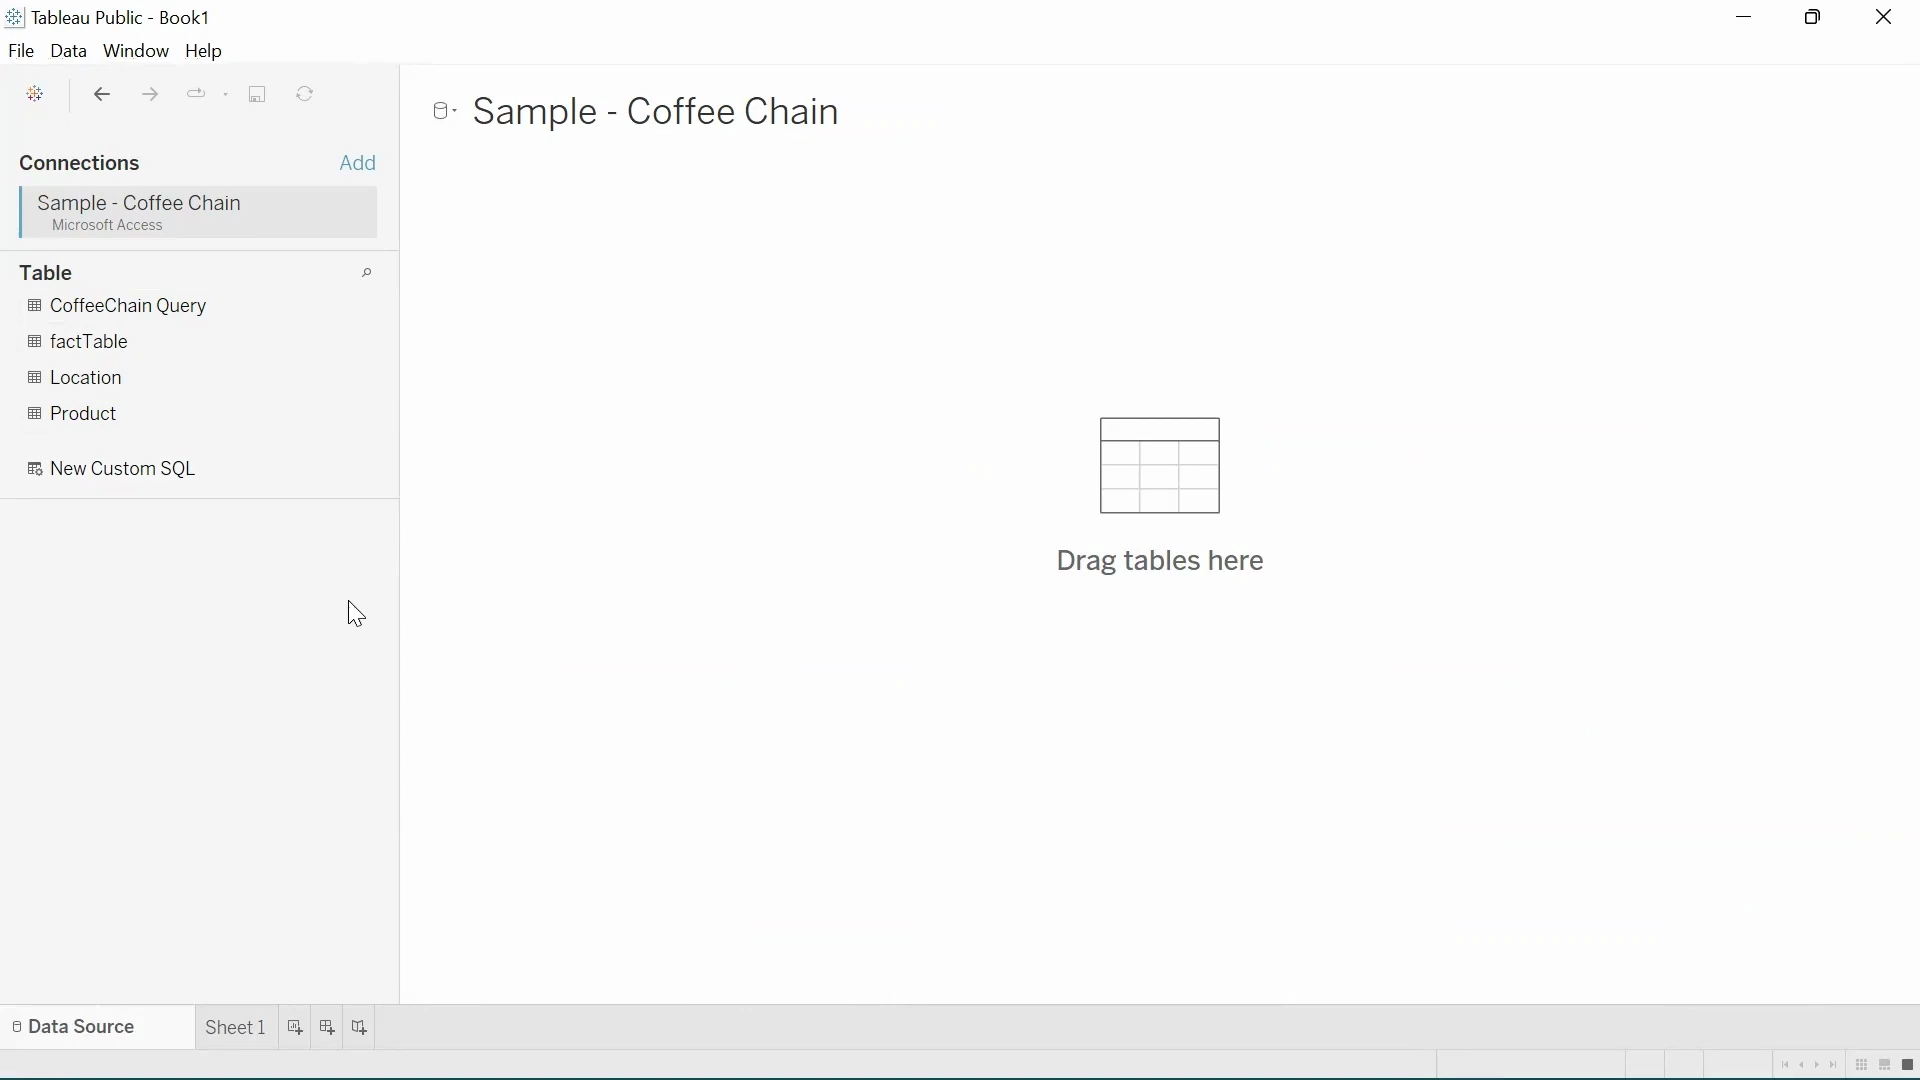 Tableau Public - Book1
File Data Window Help
Sample - Coffee Chain
Connections Add
Sample - Coffee Chain
Microsoft Access
Table
CoffeeChain Query
factTable
Location
Product
New Custom SQL
Drag tables here
Data Source Sheet 1